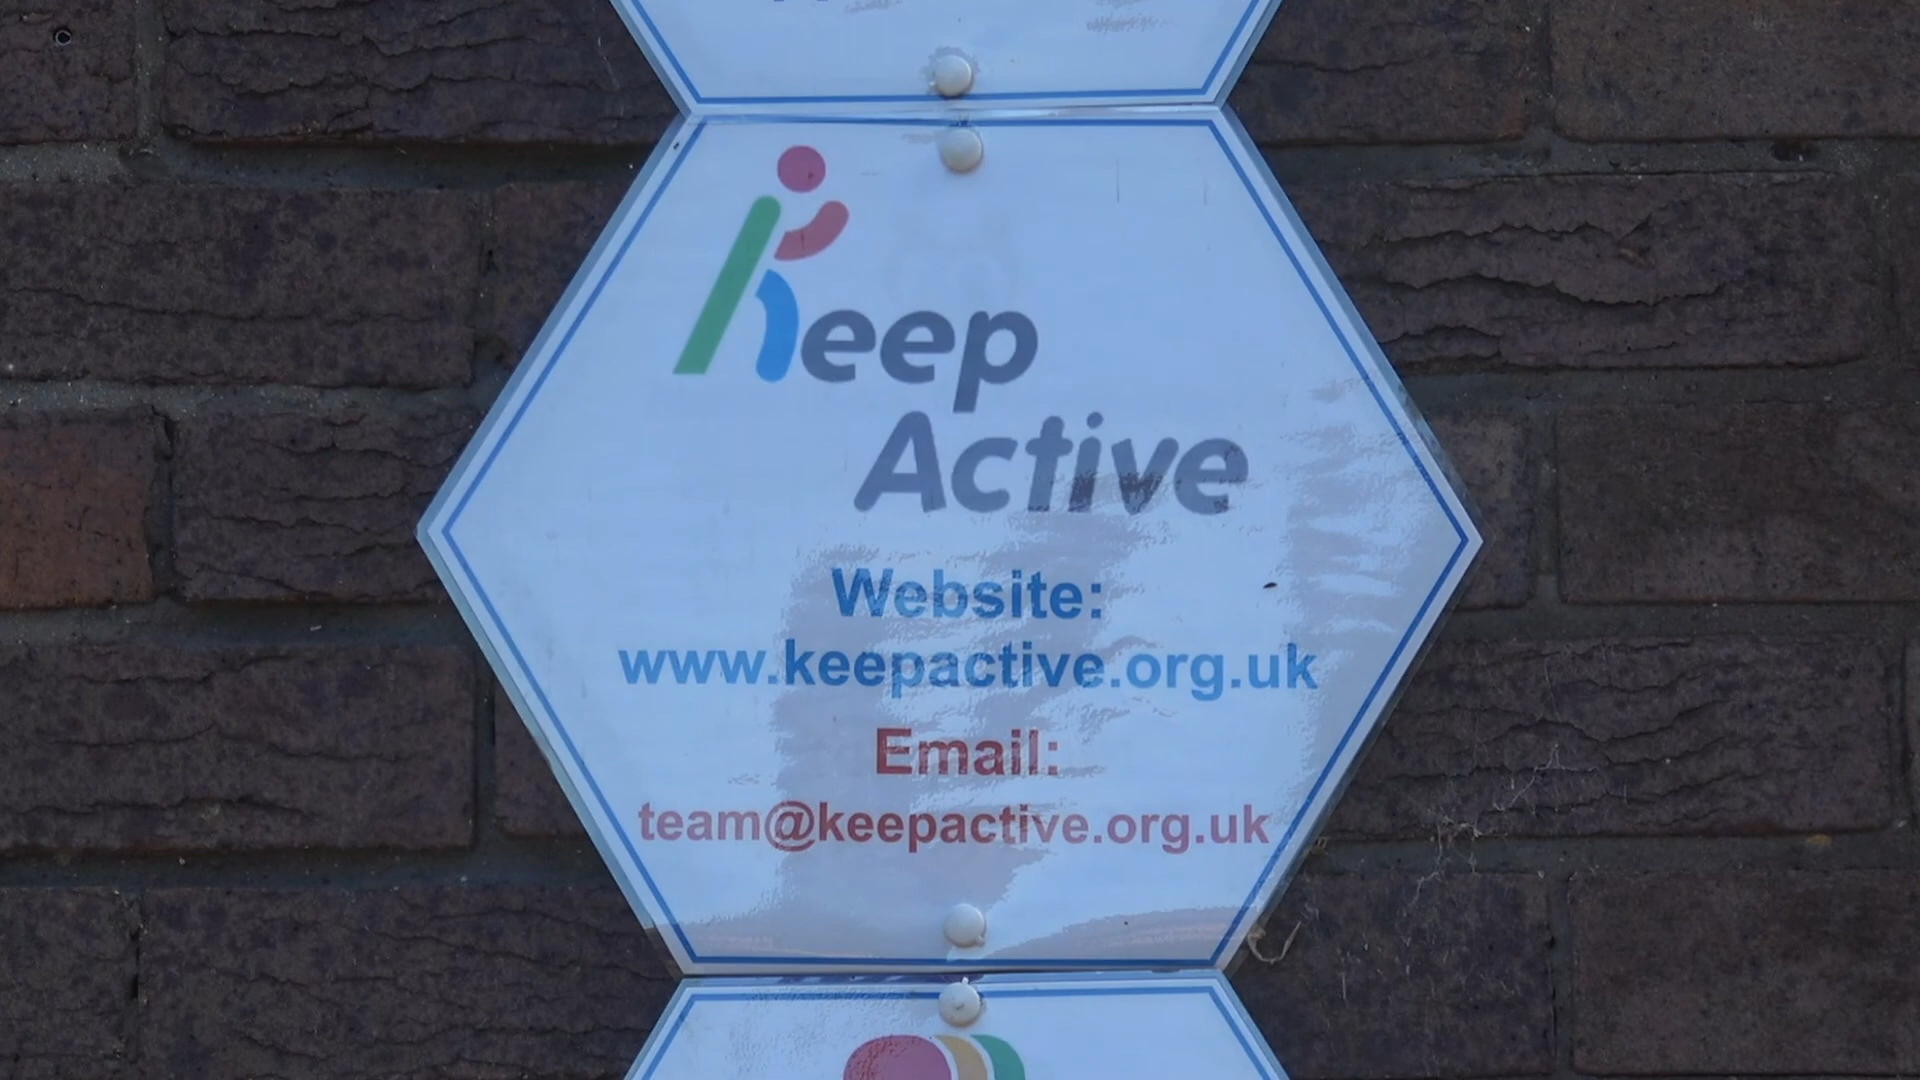 Keep
Active
Website:
www.keepactive.org.uk
Email:
team@keepactive.org.uk